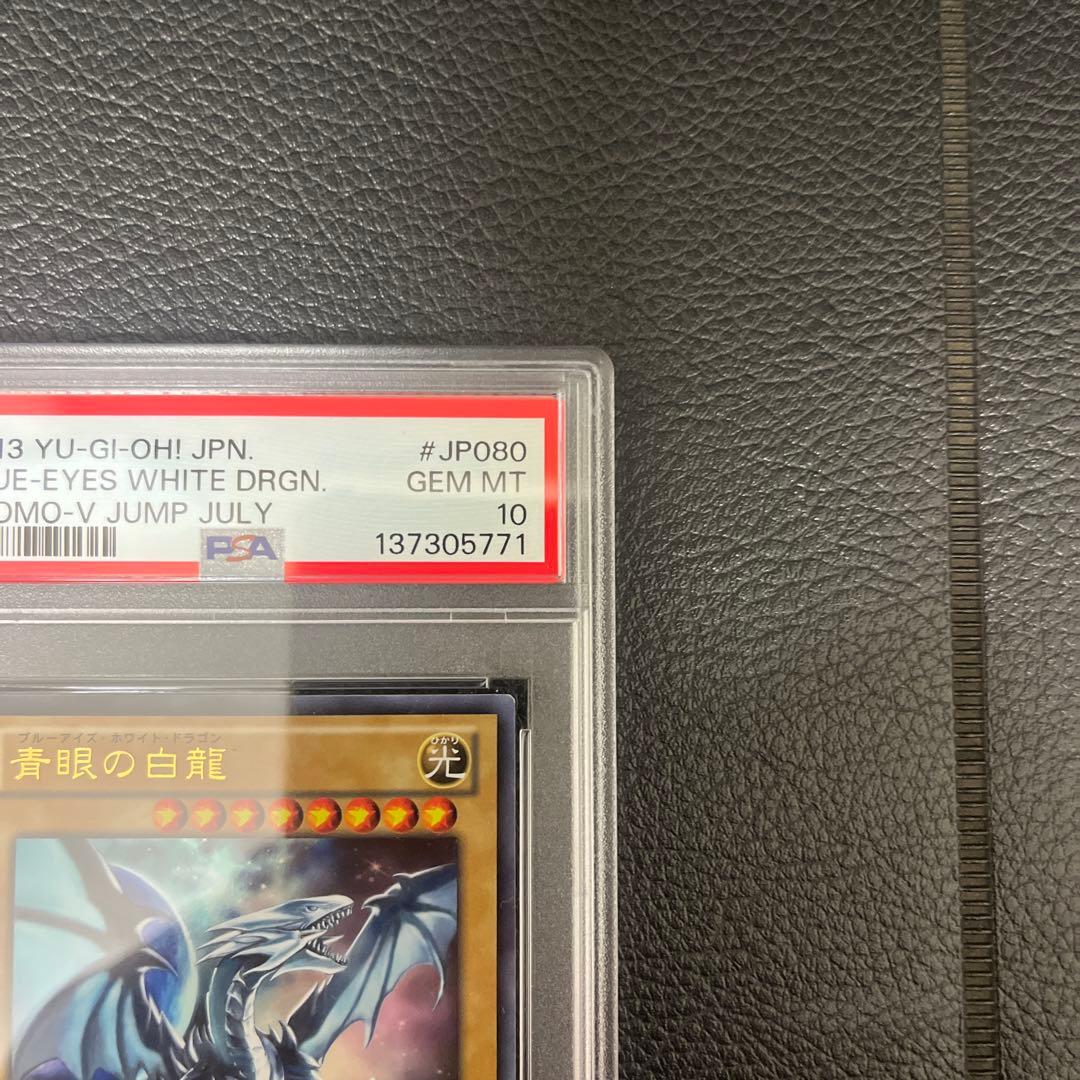 13 YU-GI-OH! JPN. #JP080
UE-EYES WHITE DRGN. GEM MT
OMO-V JUMP JULY 10
PSA 137305771
ブルーアイズ・ホワイト・ドラゴン
青眼の白龍
ひかり
光